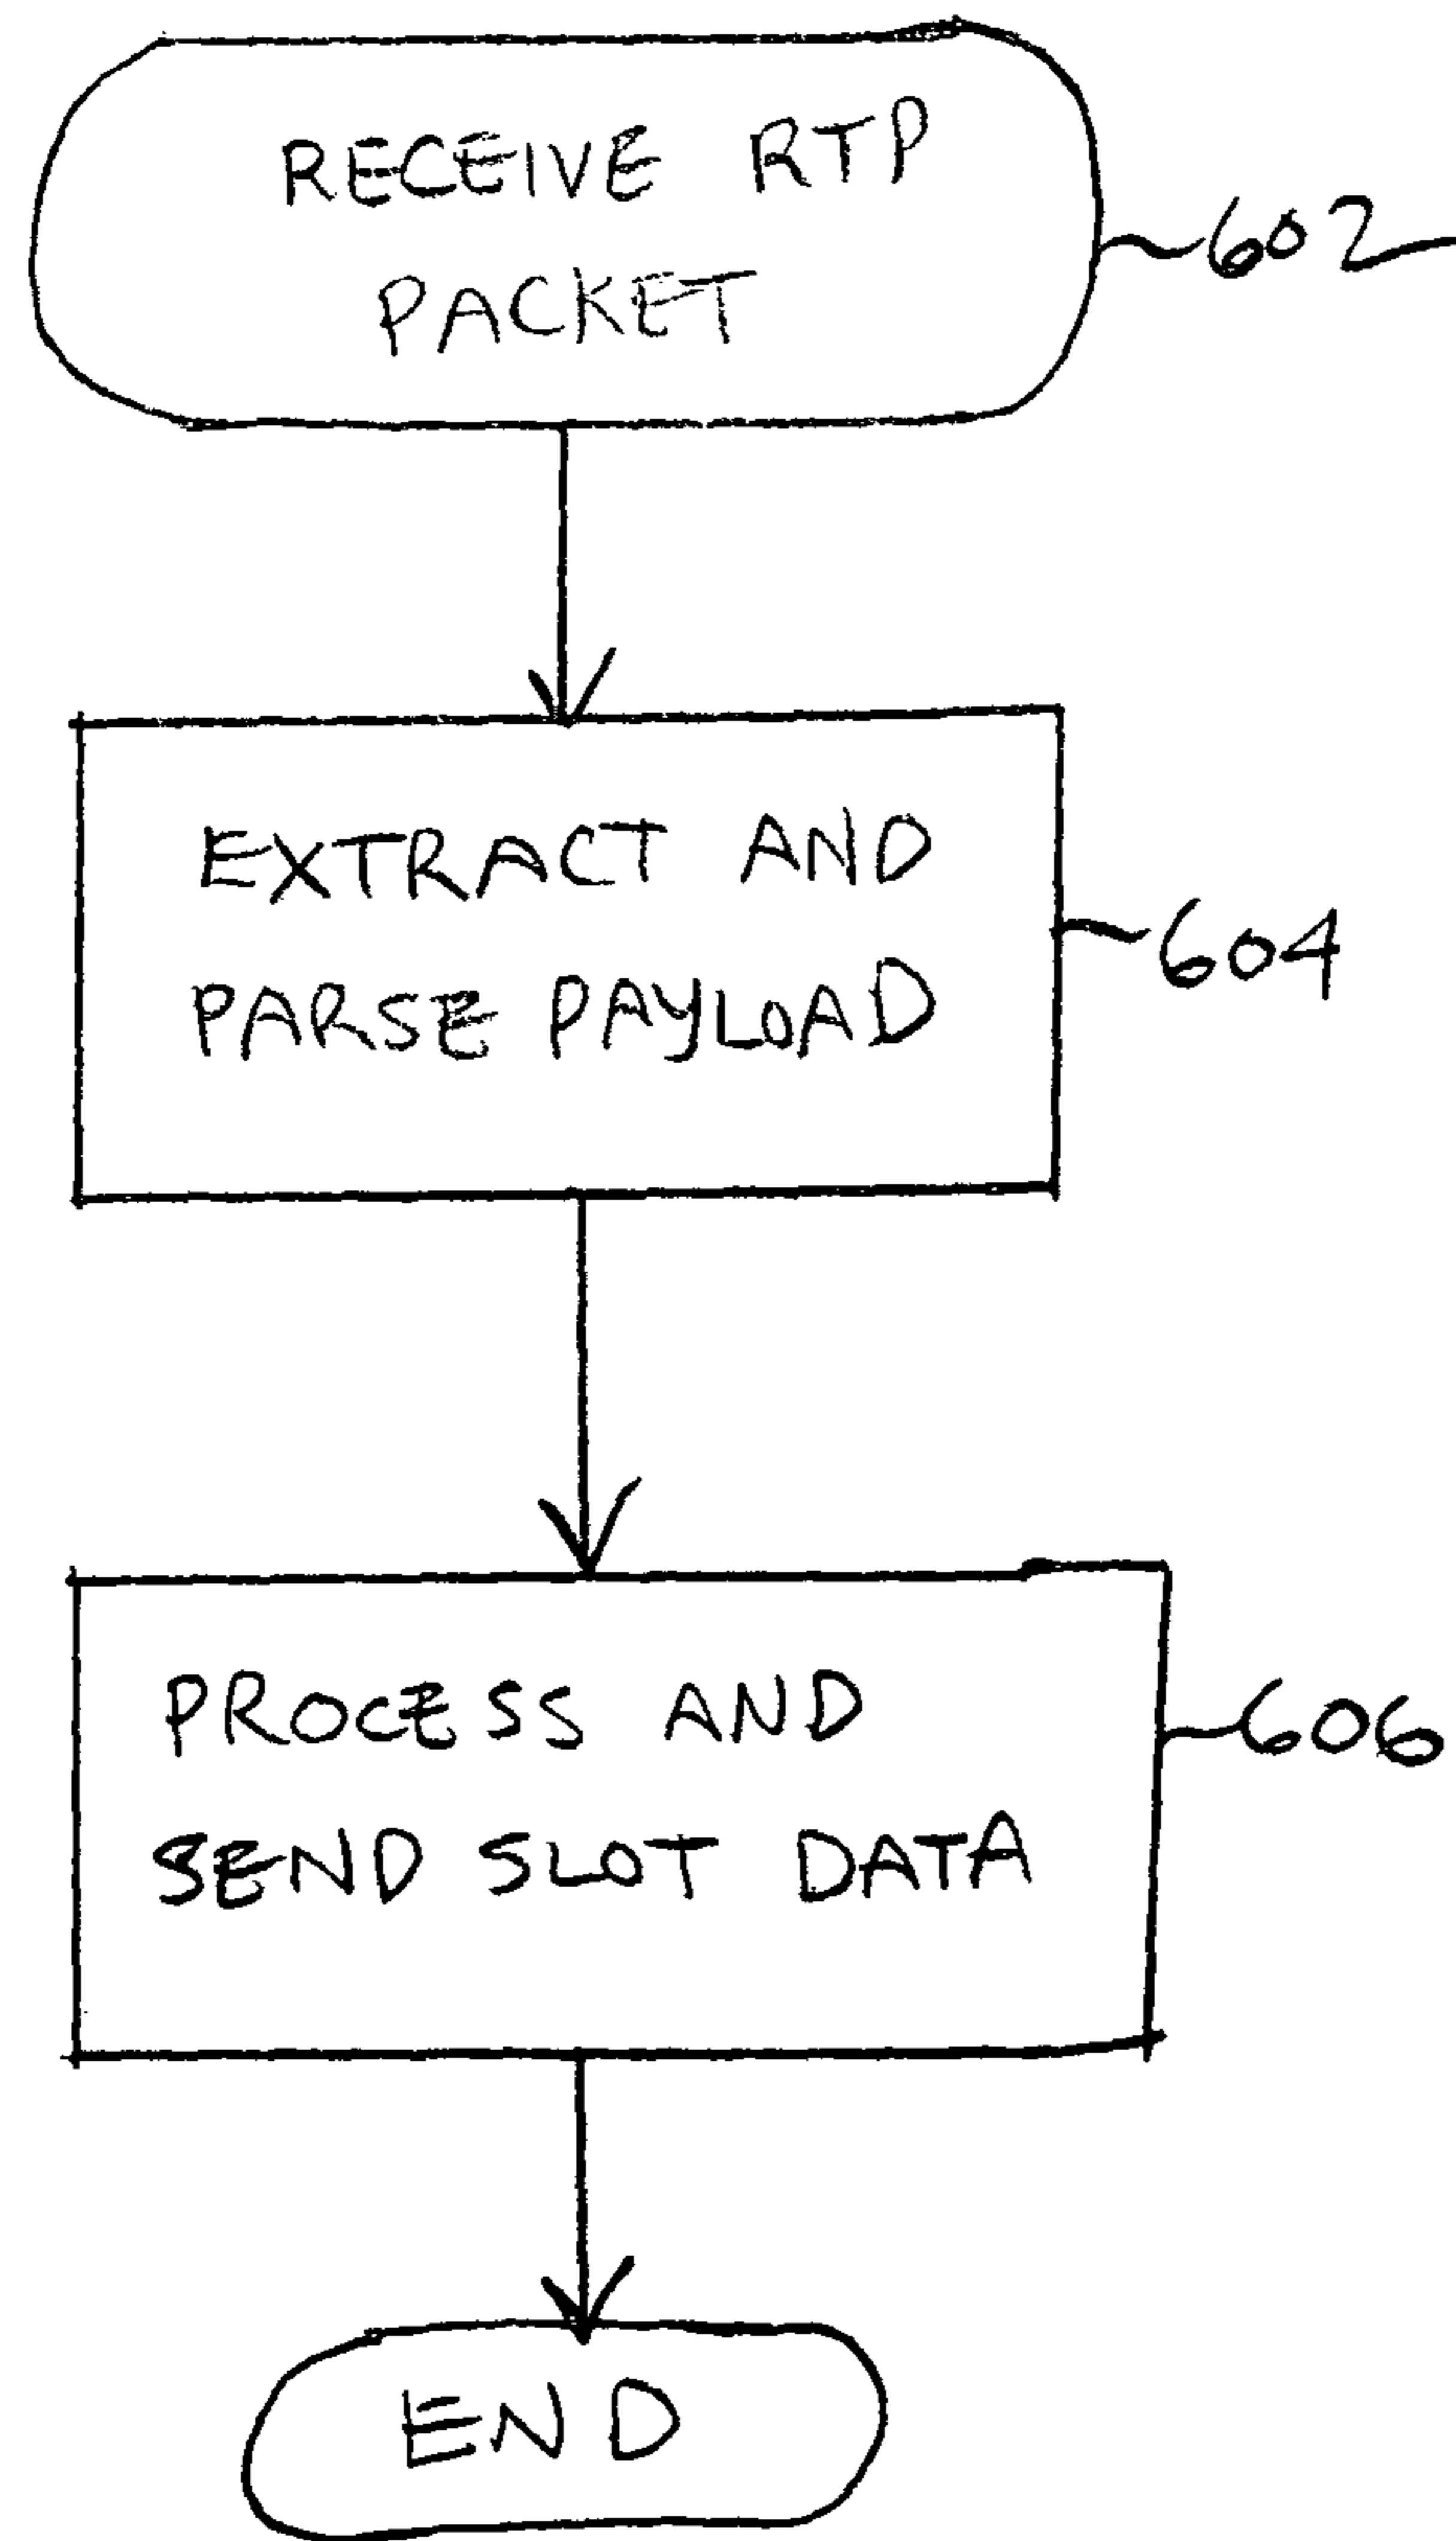 RECEIVE RTP
PACKET
602
EXTRACT AND
PARSE PAYLOAD
604
PROCESS AND
SEND SLOT DATA
606
END